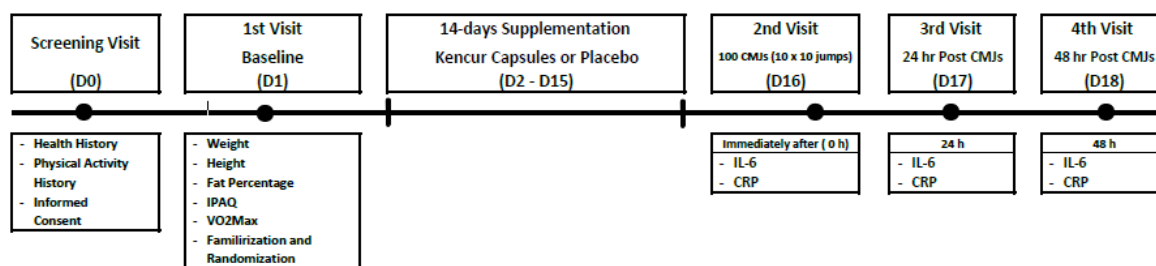 Screening Visit
(D0)
1st Visit
Baseline
(D1)
14-days Supplementation
Kencur Capsules or Placebo
(D2 - D15)
2nd Visit
100 CMJs (10 x 10 jumps)
(D16)
3rd Visit
24 hr Post CMJs
(D17)
4th Visit
48 hr Post CMJs
(D18)
- Health History
- Physical Activity
History
- Informed
Consent
- Weight
- Height
- Fat Percentage
- IPAQ
- VO2Max
- Familirization and
Randomization
Immediately after ( 0 h)
- IL-6
- CRP
24 h
- IL-6
- CRP
48 h
- IL-6
- CRP